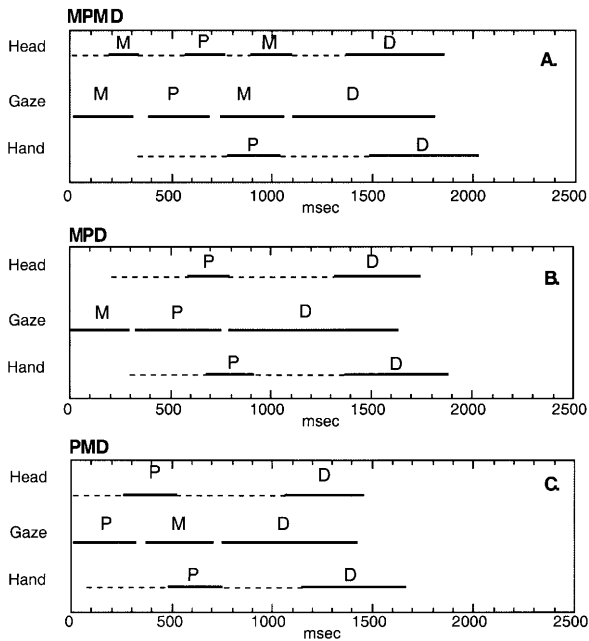 MPMD
Head M P M D A.
Gaze M P M D
Hand P D
0 500 1000 1500 2000 2500
msec
MPD
Head P D B.
Gaze M P D
Hand P D
0 500 1000 1500 2000 2500
msec
PMD
Head P D C.
Gaze P M D
Hand P D
0 500 1000 1500 2000 2500
msec